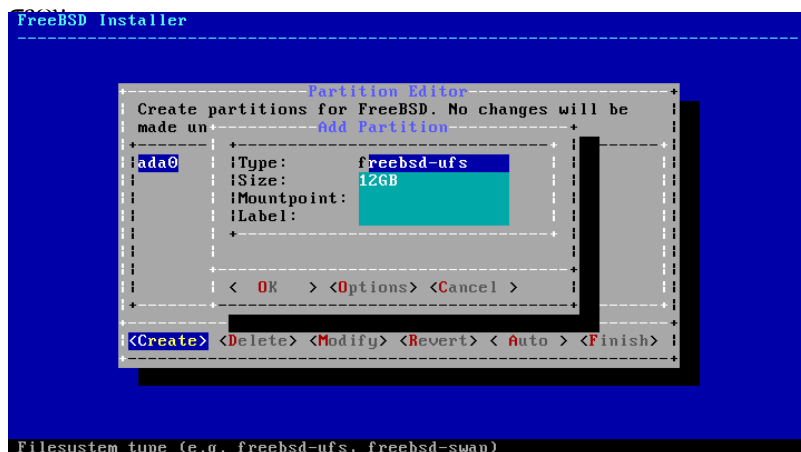 FreeBSD Installer
Partition Editor
Create partitions for FreeBSD. No changes will be
made un
Add Partition
ada0
Type: freebsd-ufs
Size: 12GB
Mountpoint:
Label:
< OK > <Options> <Cancel >
<Create> <Delete> <Modify> <Revert> < Auto > <Finish>
Filesystem type (e.g. freebsd-ufs, freebsd-swap)